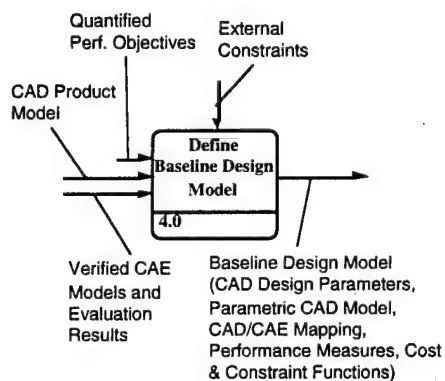 Quantified
Perf. Objectives
External
Constraints
CAD Product
Model
Define
Baseline Design
Model
4.0
Verified CAE
Models and
Evaluation
Results
Baseline Design Model
(CAD Design Parameters,
Parametric CAD Model,
CAD/CAE Mapping,
Performance Measures, Cost
& Constraint Functions)